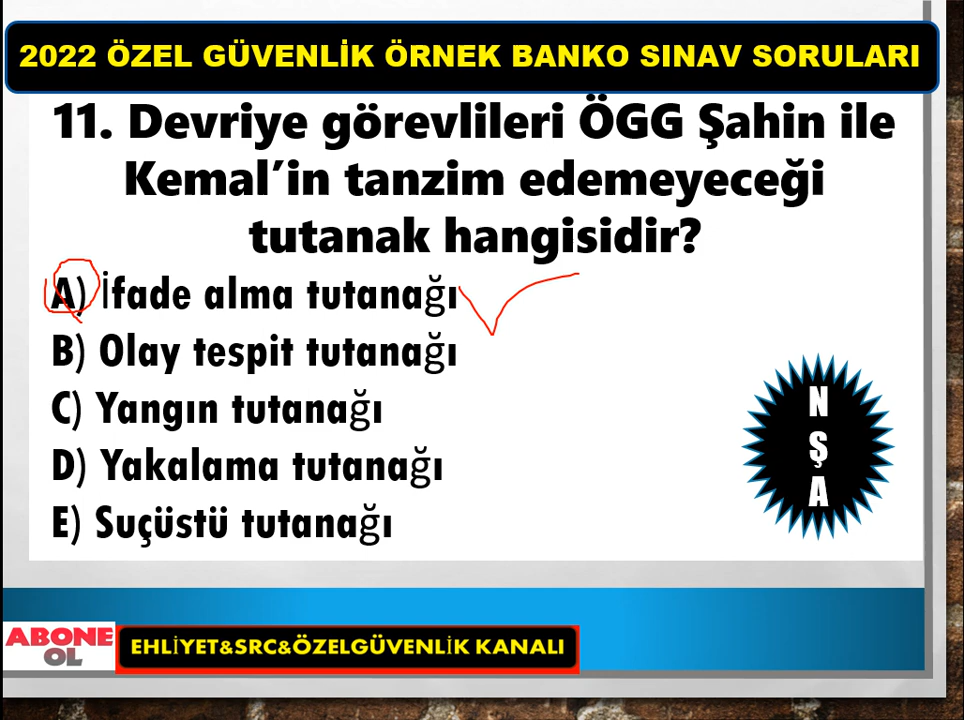 2022 ÖZEL GÜVENLİK ÖRNEK BANKO SINAV SORULARI
11. Devriye görevlileri ÖGG Şahin ile
Kemal’in tanzim edemeyeceği
tutanak hangisidir?
A) İfade alma tutanağı
B) Olay tespit tutanağı
C) Yangın tutanağı
D) Yakalama tutanağı
E) Suçüstü tutanağı
N
Ş
A
ABONE
OL
EHLİYET&SRC&ÖZELGÜVENLİK KANALI